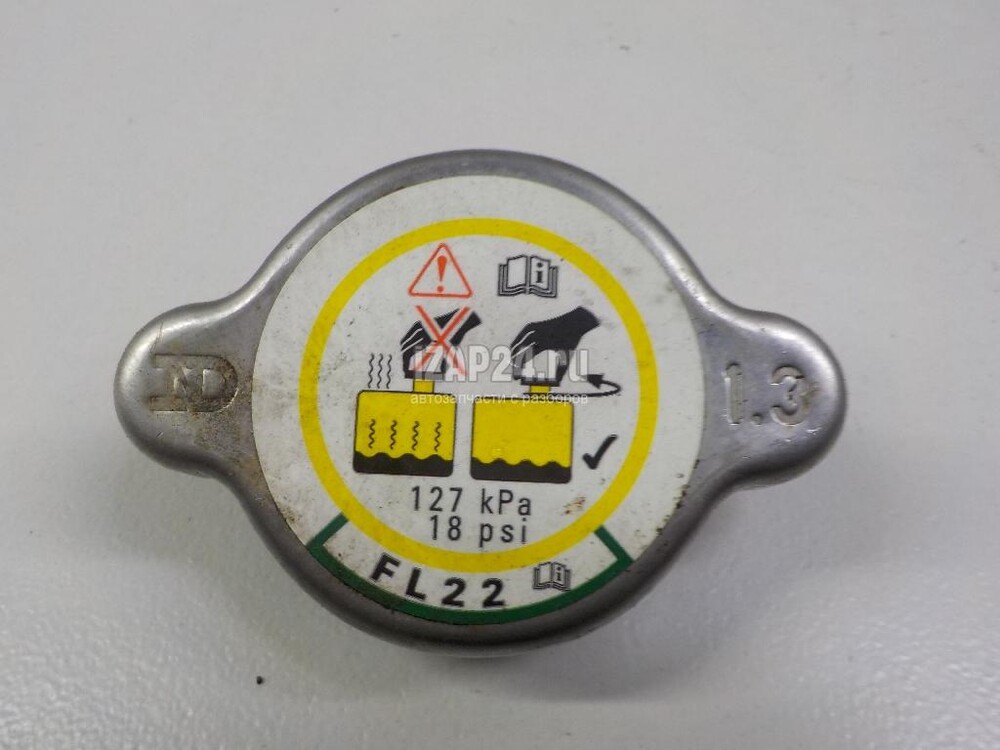 ND
1.3
iZAP24.ru
автозапчасти с разборов
127 kPa
18 psi
FL22